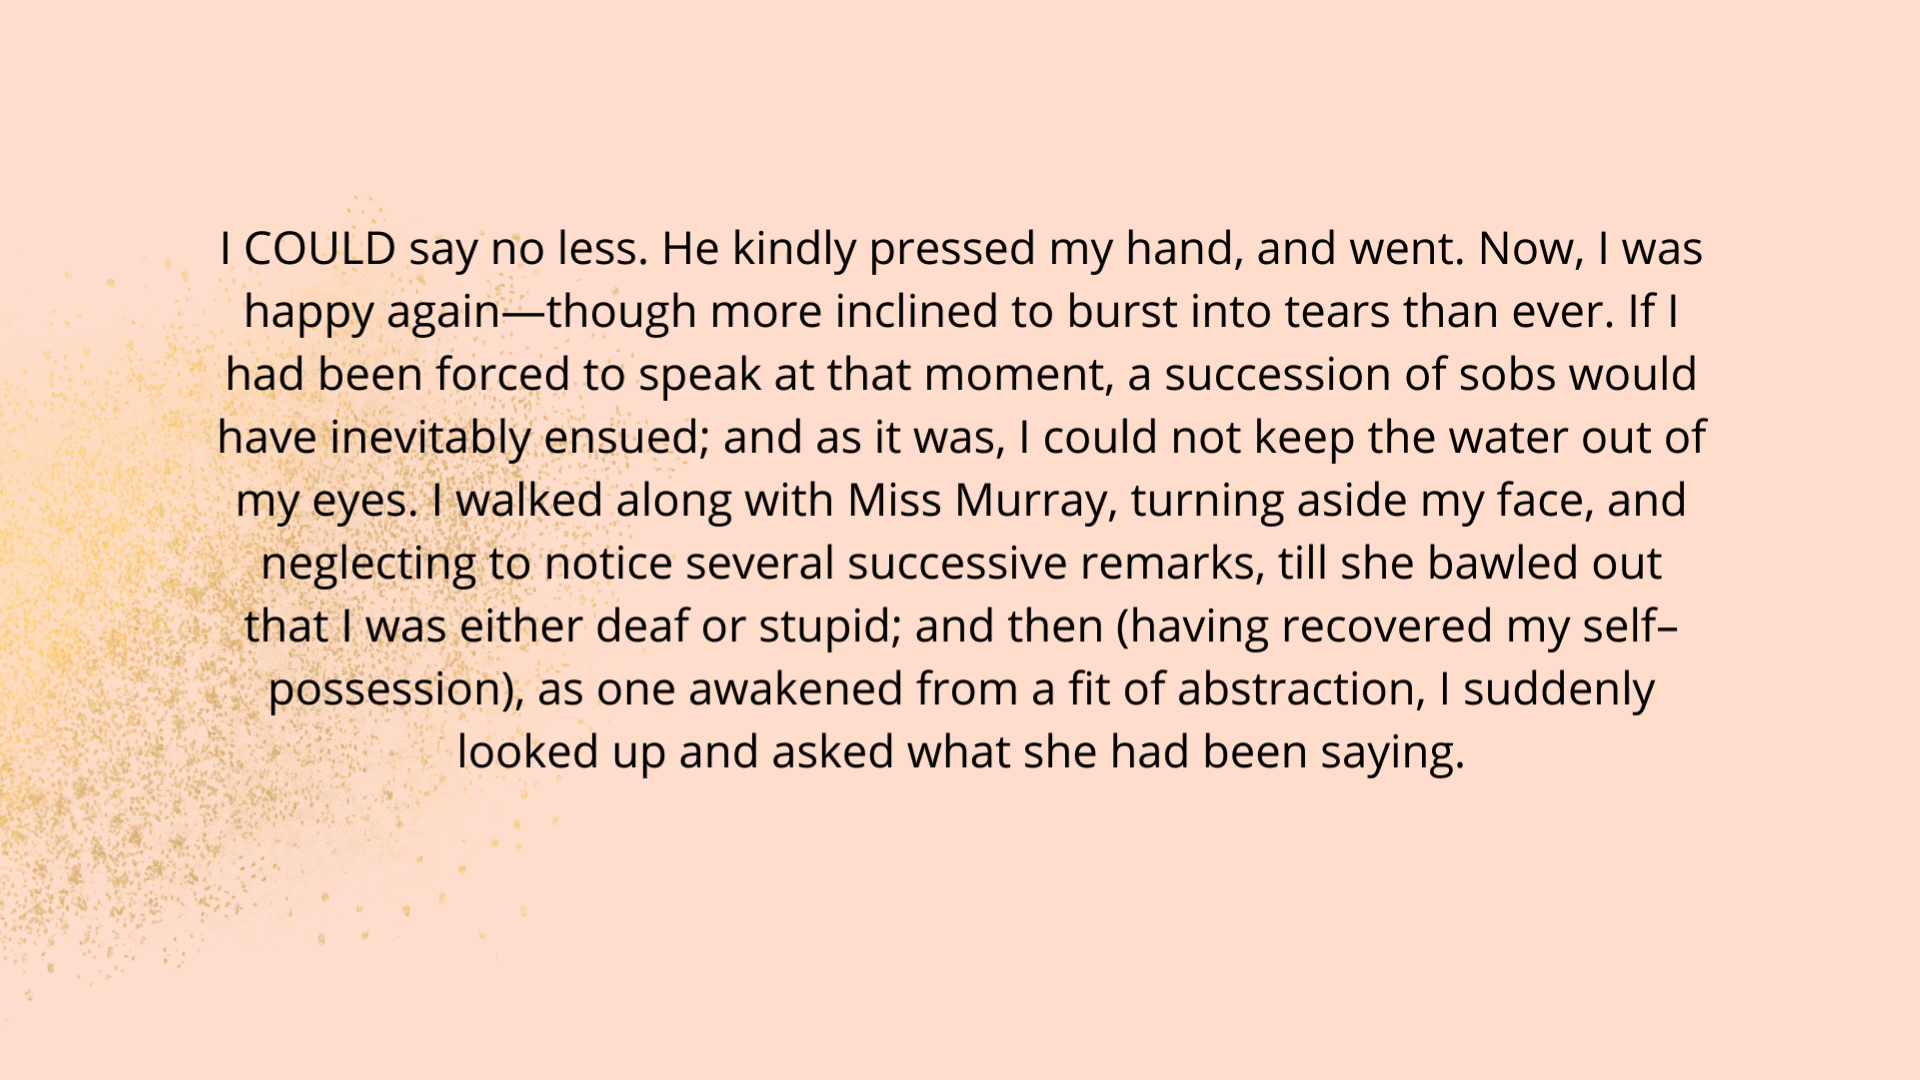 I COULD say no less. He kindly pressed my hand, and went. Now, I was
happy again—though more inclined to burst into tears than ever. If I
had been forced to speak at that moment, a succession of sobs would
have inevitably ensued; and as it was, I could not keep the water out of
my eyes. I walked along with Miss Murray, turning aside my face, and
neglecting to notice several successive remarks, till she bawled out
that I was either deaf or stupid; and then (having recovered my self–
possession), as one awakened from a fit of abstraction, I suddenly
looked up and asked what she had been saying.